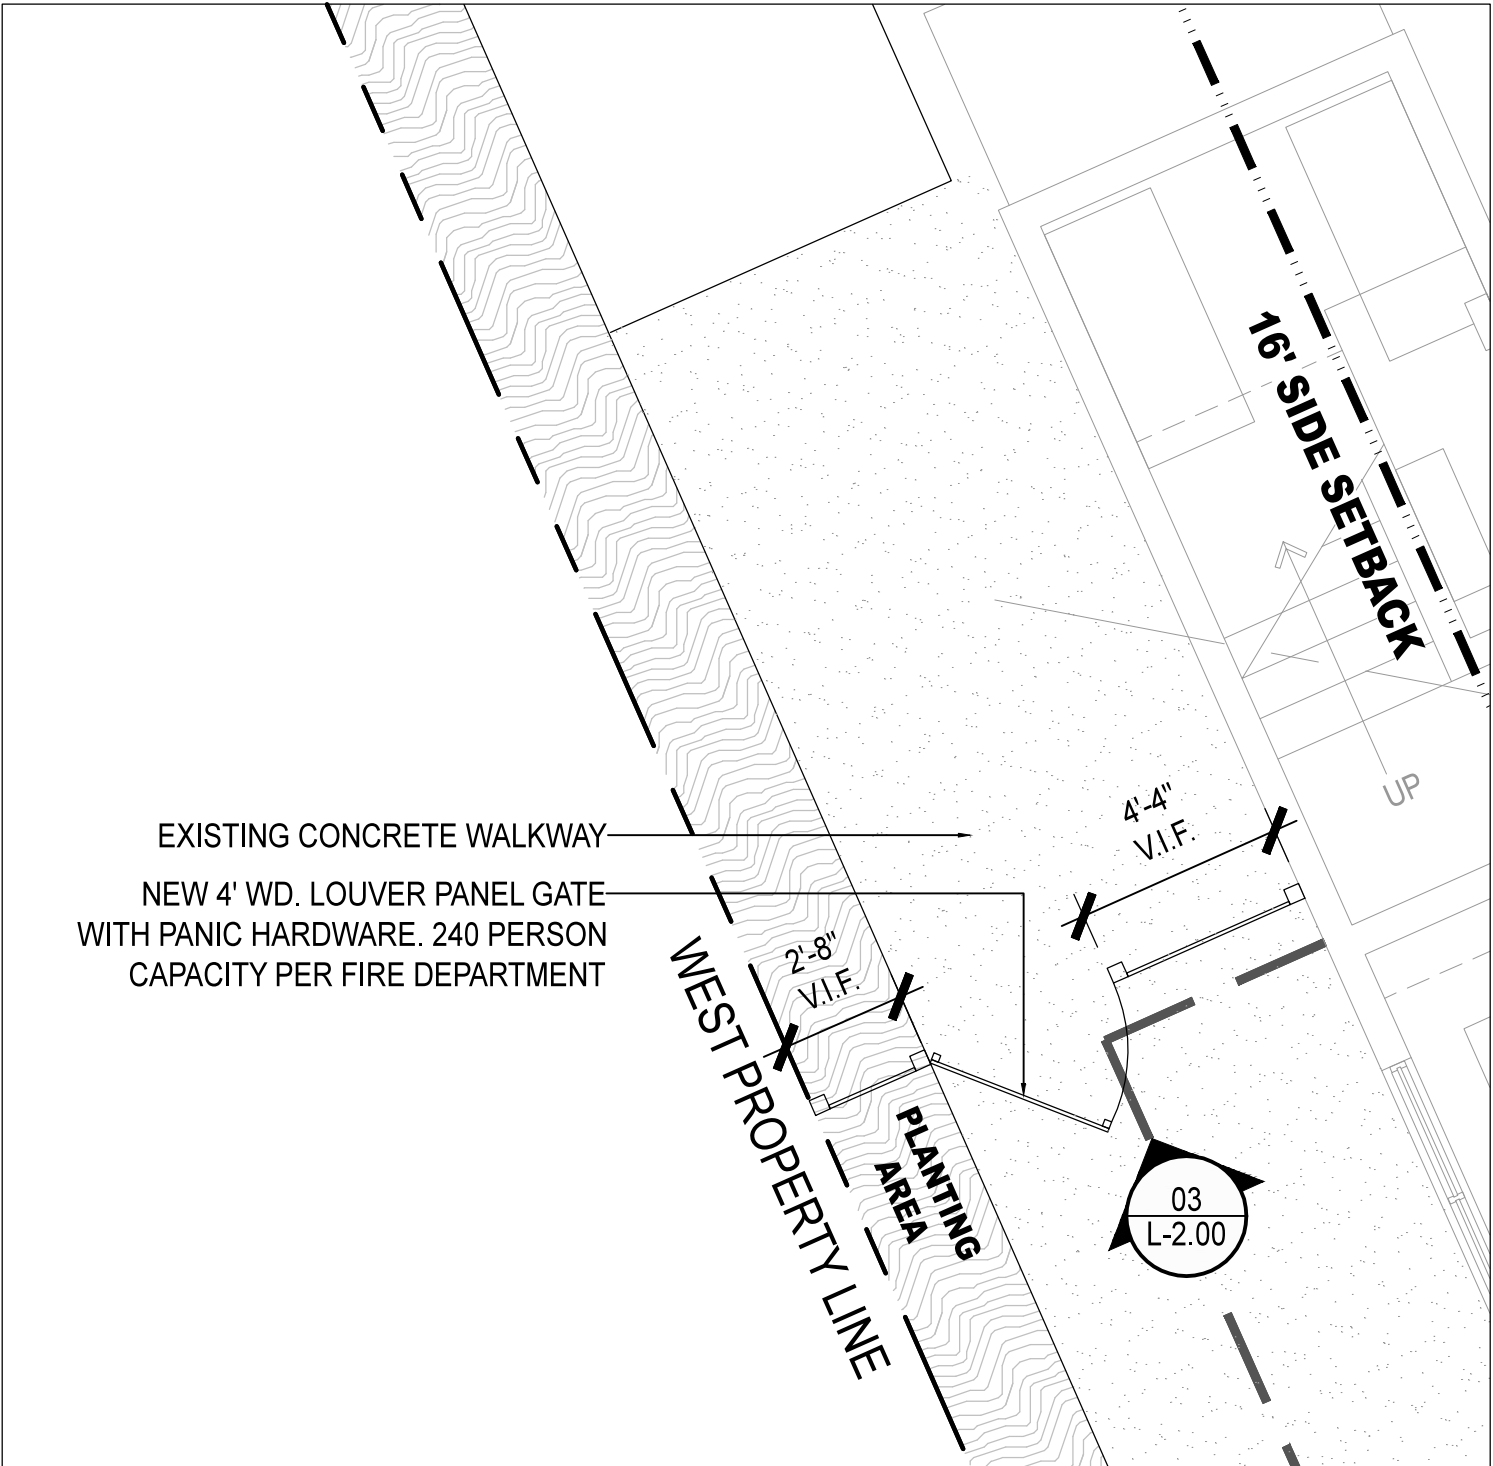 16' SIDE SETBACK
UP
4'-4"
V.I.F.
EXISTING CONCRETE WALKWAY
NEW 4' WD. LOUVER PANEL GATE
WITH PANIC HARDWARE. 240 PERSON
CAPACITY PER FIRE DEPARTMENT
2'-8"
V.I.F.
WEST PROPERTY LINE
PLANTING
AREA
03
L-2.00